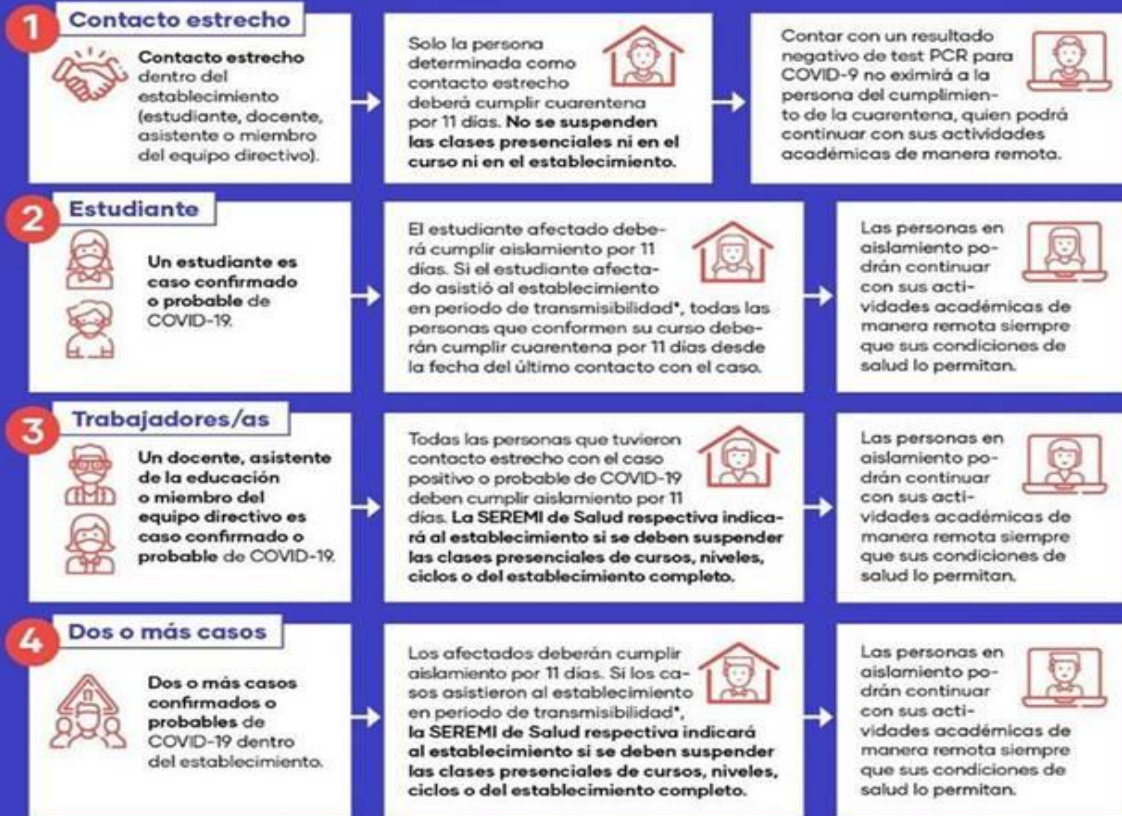 1
Contacto estrecho
Contacto estrecho
dentro del
establecimiento
(estudiante, docente,
asistente o miembro
del equipo directivo).
Solo la persona
determinada como
contacto estrecho
deberá cumplir cuarentena
por 11 días. No se suspenden
las clases presenciales ni en el
curso ni en el establecimiento.
Contar con un resultado
negativo de test PCR para
COVID-9 no eximirá a la
persona del cumplimien-
to de la cuarentena, quien podrá
continuar con sus actividades
académicas de manera remota.
2
Estudiante
Un estudiante es
caso confirmado
o probable de
COVID-19.
El estudiante afectado debe-
rá cumplir aislamiento por 11
días. Si el estudiante afecta-
do asistió al establecimiento
en periodo de transmisibilidad*, todas las
personas que conformen su curso debe-
rán cumplir cuarentena por 11 días desde
la fecha del último contacto con el caso.
Las personas en
aislamiento po-
drán continuar
con sus acti-
vidades académicas de
manera remota siempre
que sus condiciones de
salud lo permitan.
3
Trabajadores/as
Un docente, asistente
de la educación
o miembro del
equipo directivo es
caso confirmado o
probable de COVID-19.
Todas las personas que tuvieron
contacto estrecho con el caso
positivo o probable de COVID-19
deben cumplir aislamiento por 11
días. La SEREMI de Salud respectiva indica-
rá al establecimiento si se deben suspender
las clases presenciales de cursos, niveles,
ciclos o del establecimiento completo.
Las personas en
aislamiento po-
drán continuar
con sus acti-
vidades académicas de
manera remota siempre
que sus condiciones de
salud lo permitan.
4
Dos o más casos
Dos o más casos
confirmados o
probables de
COVID-19 dentro
del establecimiento.
Los afectados deberán cumplir
aislamiento por 11 días. Si los ca-
sos asistieron al establecimiento
en periodo de transmisibilidad*,
la SEREMI de Salud respectiva indicará
al establecimiento si se deben suspender
las clases presenciales de cursos, niveles,
ciclos o del establecimiento completo.
Las personas en
aislamiento po-
drán continuar
con sus acti-
vidades académicas de
manera remota siempre
que sus condiciones de
salud lo permitan.